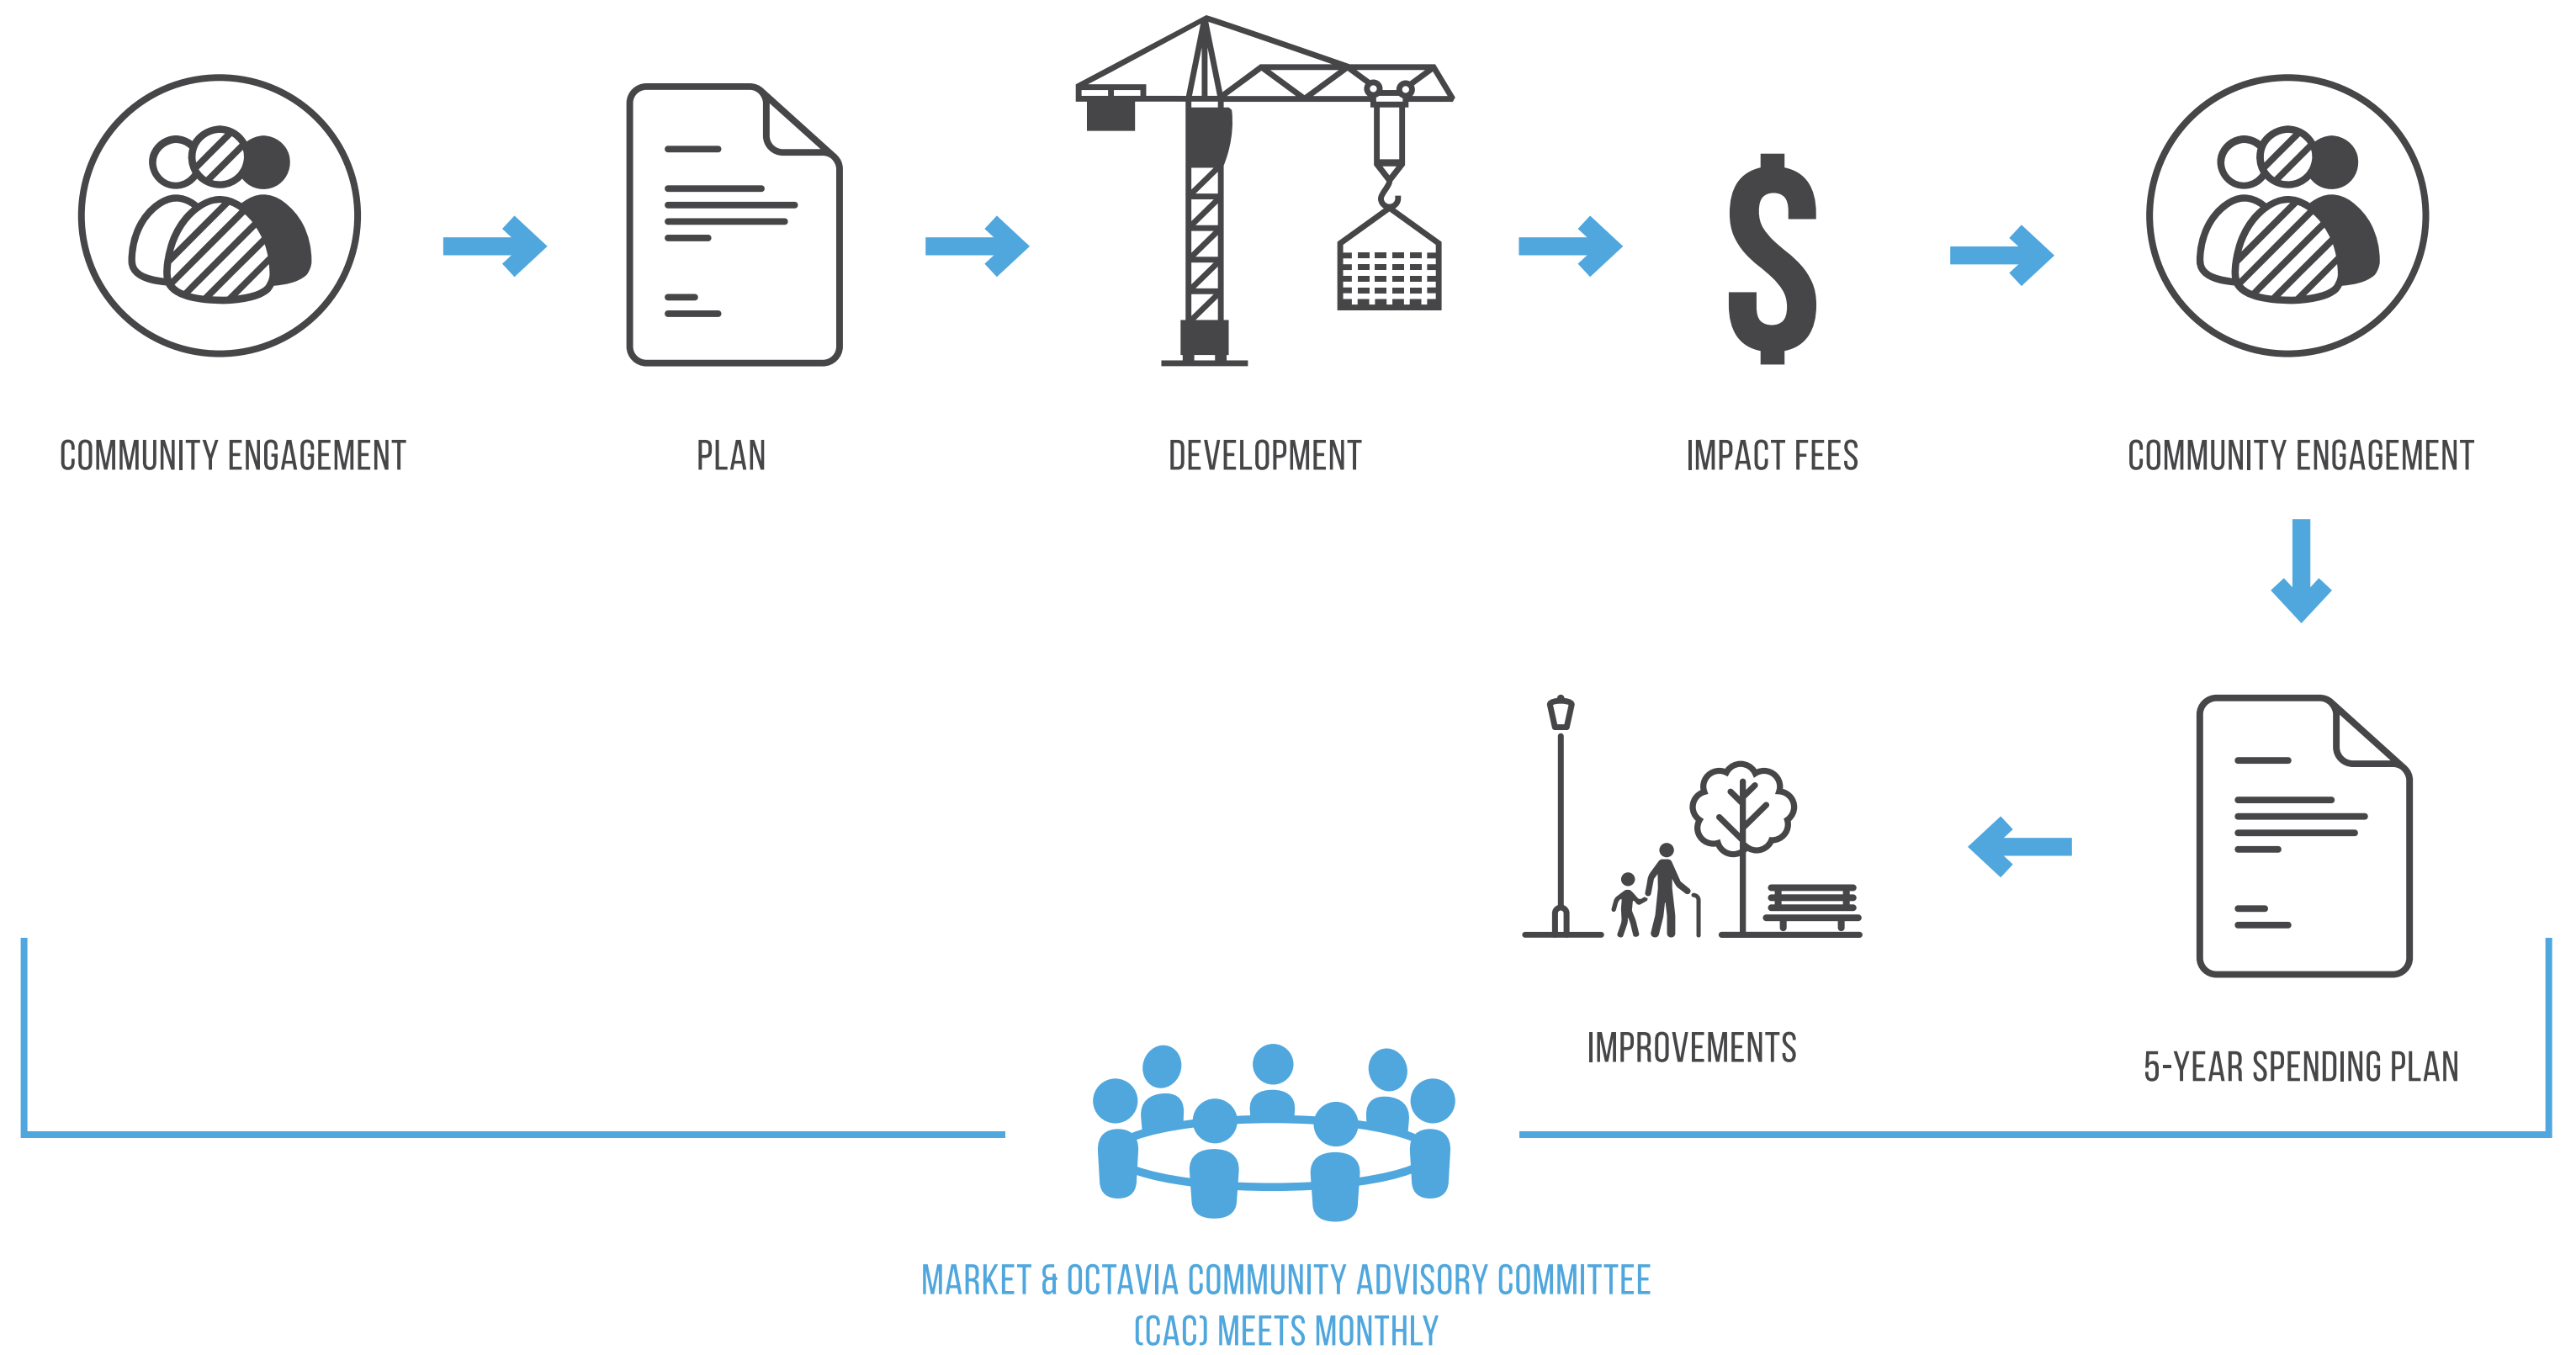 COMMUNITY ENGAGEMENT
PLAN
DEVELOPMENT
IMPACT FEES
COMMUNITY ENGAGEMENT
IMPROVEMENTS
5-YEAR SPENDING PLAN
MARKET & OCTAVIA COMMUNITY ADVISORY COMMITTEE
(CAC) MEETS MONTHLY